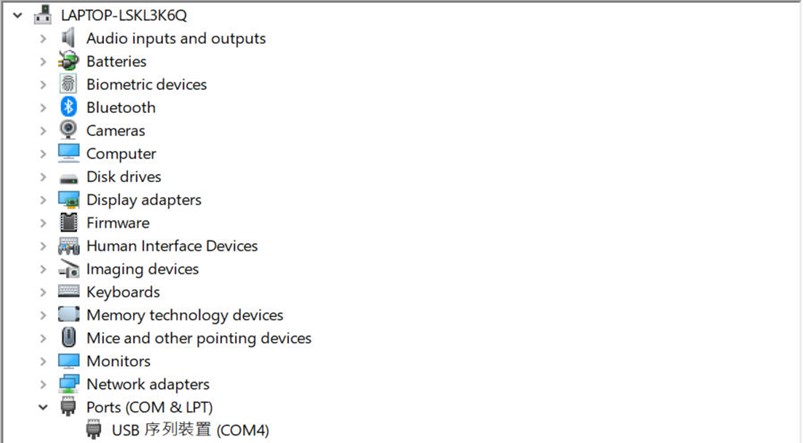 LAPTOP-LSKL3K6Q
Audio inputs and outputs
Batteries
Biometric devices
Bluetooth
Cameras
Computer
Disk drives
Display adapters
Firmware
Human Interface Devices
Imaging devices
Keyboards
Memory technology devices
Mice and other pointing devices
Monitors
Network adapters
Ports (COM & LPT)
USB 序列裝置 (COM4)